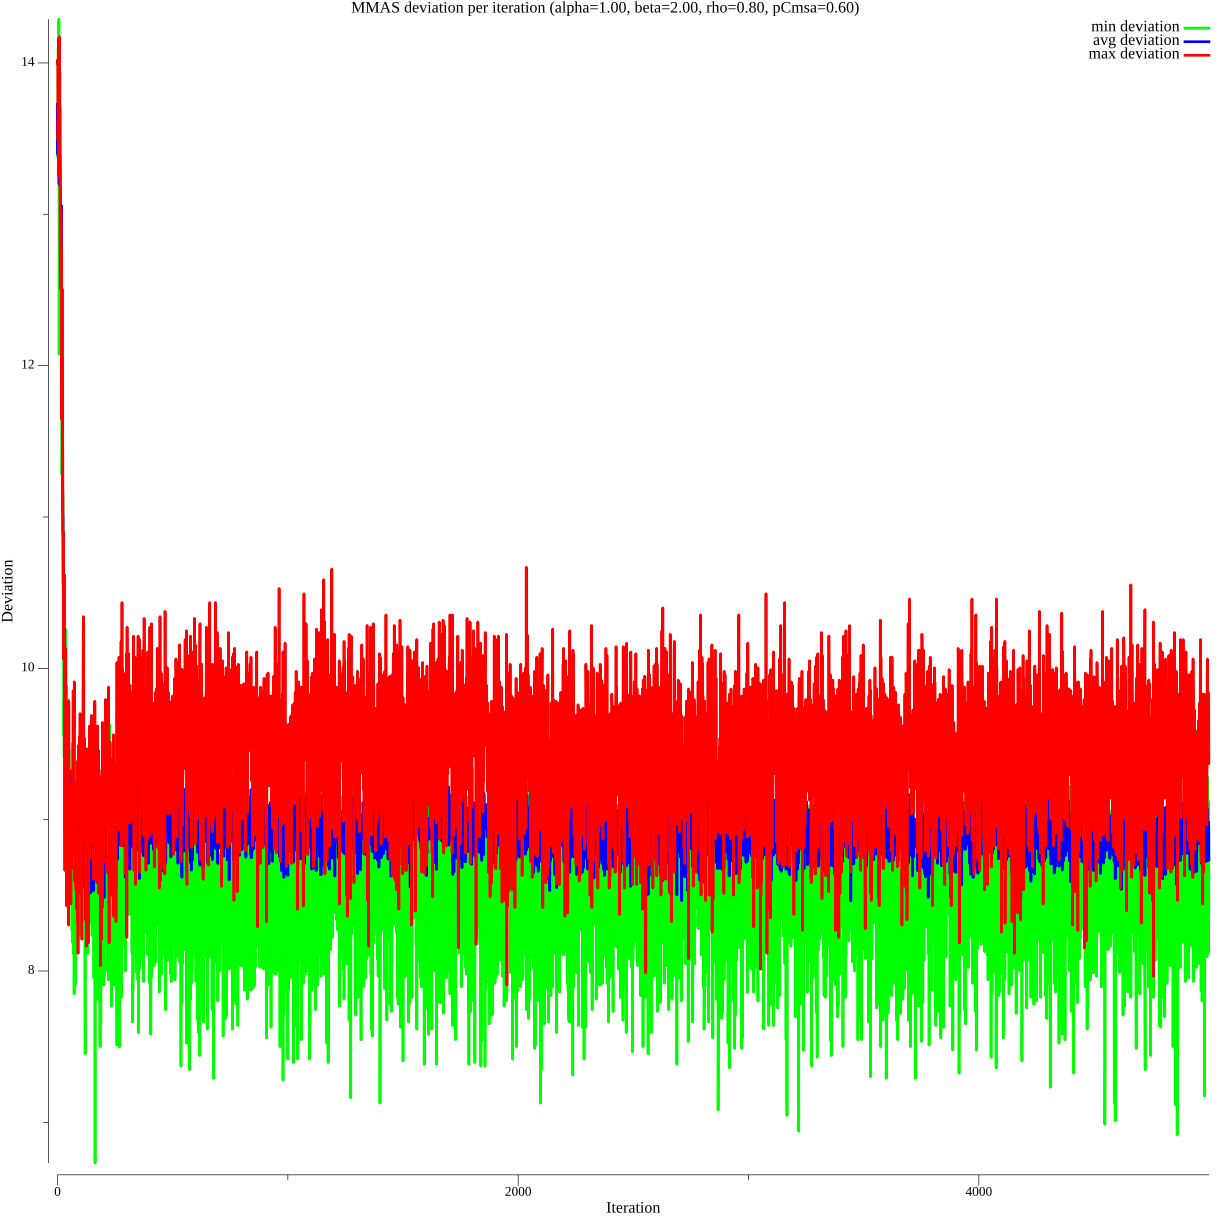 MMAS deviation per iteration (alpha=1.00, beta=2.00, rho=0.80, pCmsa=0.60)
min deviation
avg deviation
max deviation
14
12
10
8
Deviation
0
2000
4000
Iteration